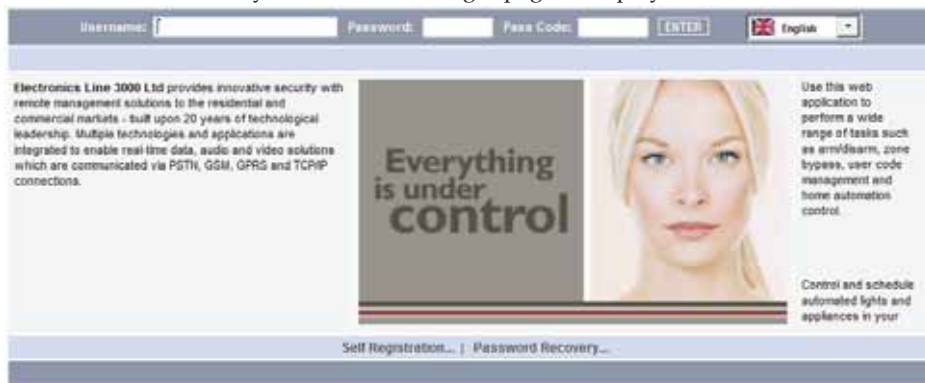 Username: Password: Pass Code: ENTER English
Electronics Line 3000 Ltd provides innovative security with
remote management solutions to the residential and
commercial markets - built upon 20 years of technological
leadership. Multiple technologies and applications are
integrated to enable real-time data, audio and video solutions
which are communicated via PSTN, GSM, GPRS and TCP/IP
connections.
Everything
is under
control
Use this web
application to
perform a wide
range of tasks such
as arm/disarm, zone
bypass, user code
management and
home automation
control.
Control and schedule
automated lights and
appliances in your
Self Registration... | Password Recovery...